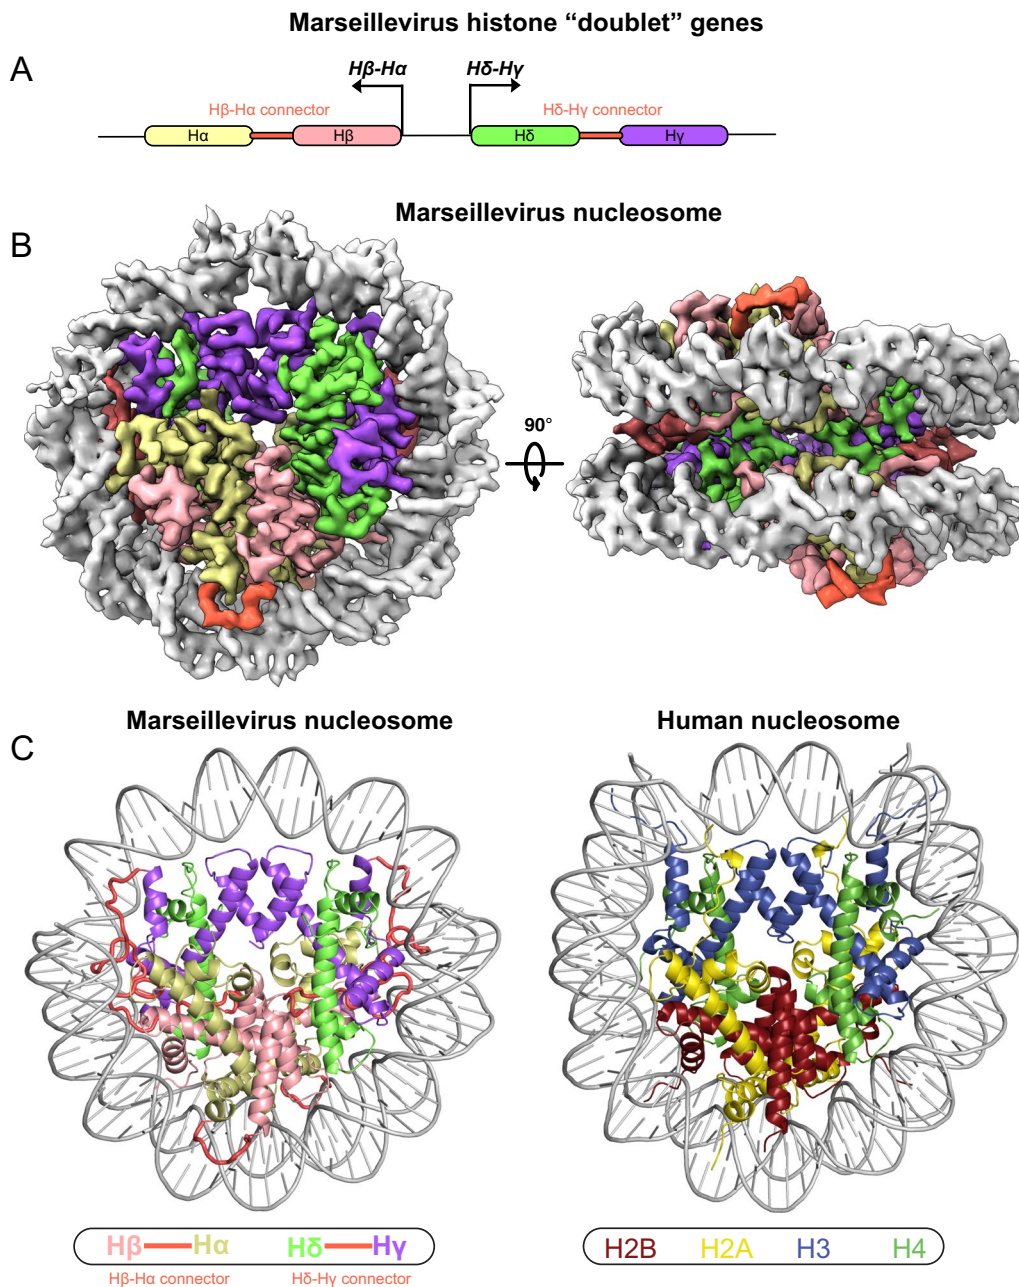 Marseillevirus histone “doublet” genes
A
Hβ-Hα
Hδ-Hγ
Hβ-Hα connector
Hδ-Hγ connector
Hα
Hβ
Hδ
Hγ
Marseillevirus nucleosome
B
90°
Marseillevirus nucleosome
Human nucleosome
C
Hβ Hα Hδ Hγ
Hβ-Hα connector
Hδ-Hγ connector
H2B H2A H3 H4